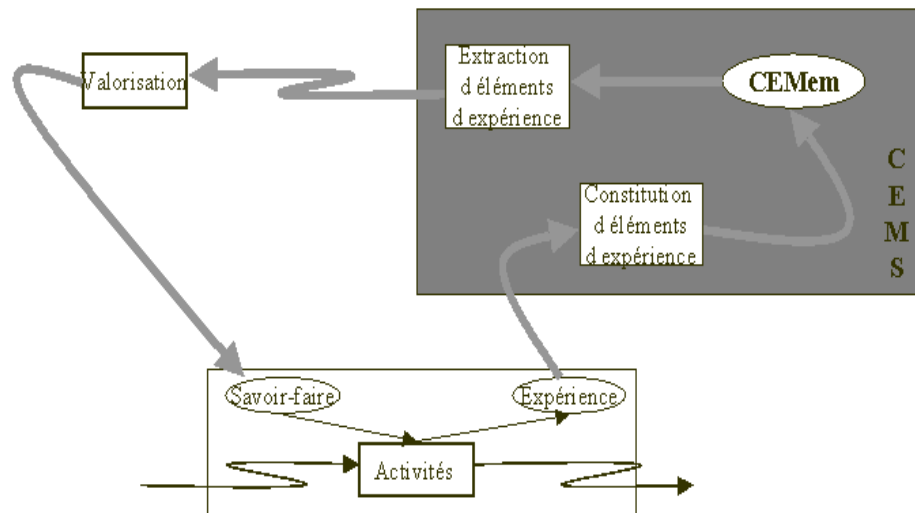 Extraction
d éléments
d expérience
CEMem
Valorisation
Constitution
d éléments
d expérience
C
E
M
S
Savoir-faire
Expérience
Activités